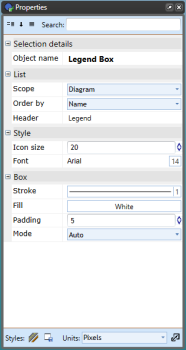 Properties
Search:
Selection details
Object name Legend Box
List
Scope Diagram
Order by Name
Header Legend
Style
Icon size 20
Font Arial 14
Box
Stroke 1
Fill White
Padding 5
Mode Auto
Styles: Units: Pixels